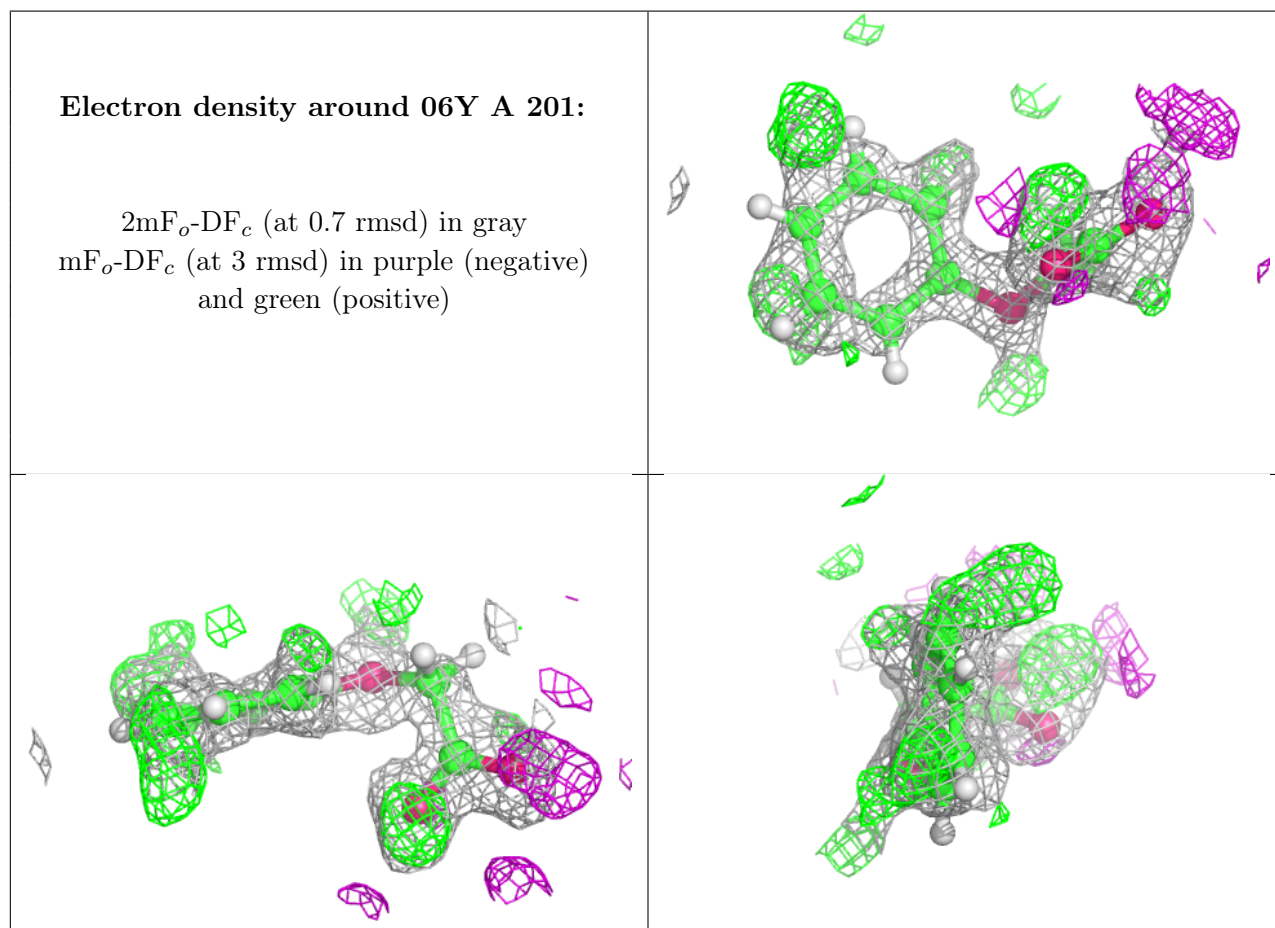 Electron density around 06Y A 201:
2mFo-DFc (at 0.7 rmsd) in gray
mFo-DFc (at 3 rmsd) in purple (negative)
and green (positive)